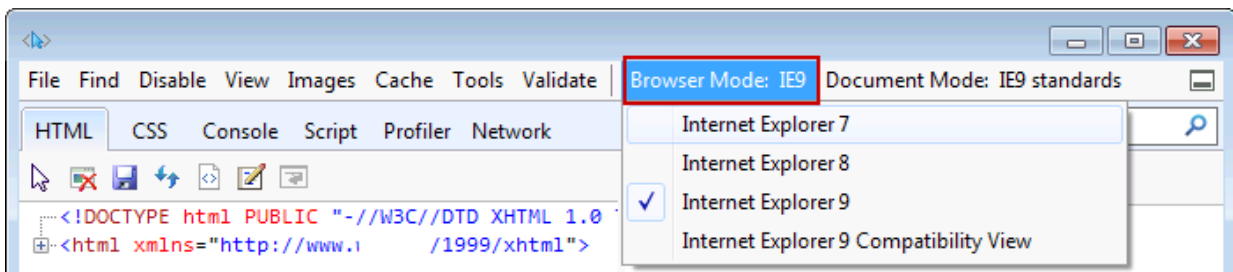 File Find Disable View Images Cache Tools Validate Browser Mode: IE9 Document Mode: IE9 standards
HTML CSS Console Script Profiler Network
Internet Explorer 7
Internet Explorer 8
Internet Explorer 9
Internet Explorer 9 Compatibility View
<!DOCTYPE html PUBLIC "-//W3C//DTD XHTML 1.0
<html xmlns="http://www. /1999/xhtml">